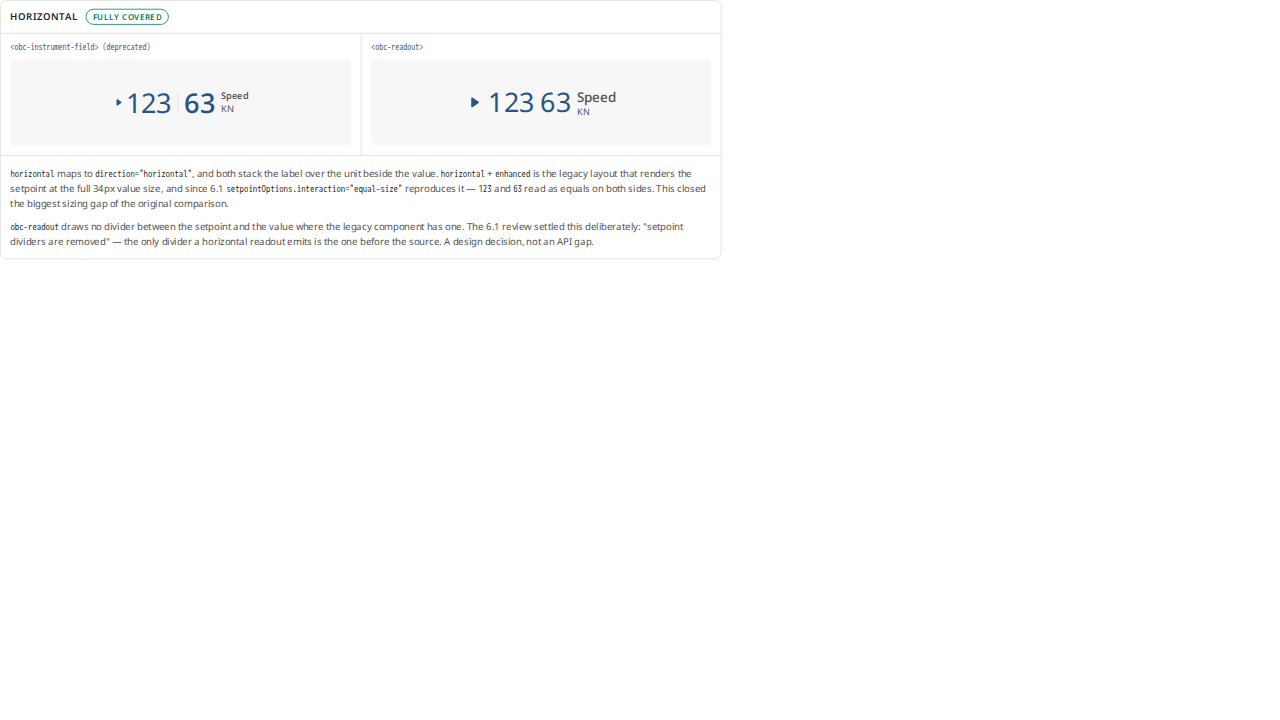 HORIZONTAL FULLY COVERED
<obc-instrument-field> (deprecated)
123 63 Speed
KN
<obc-readout>
123 63 Speed
KN
horizontal maps to direction="horizontal", and both stack the label over the unit beside the value. horizontal + enhanced is the legacy layout that renders the
setpoint at the full 34px value size, and since 6.1 setpointOptions.interaction="equal-size" reproduces it — 123 and 63 read as equals on both sides. This closed
the biggest sizing gap of the original comparison.
obc-readout draws no divider between the setpoint and the value where the legacy component has one. The 6.1 review settled this deliberately: "setpoint
dividers are removed" — the only divider a horizontal readout emits is the one before the source. A design decision, not an API gap.